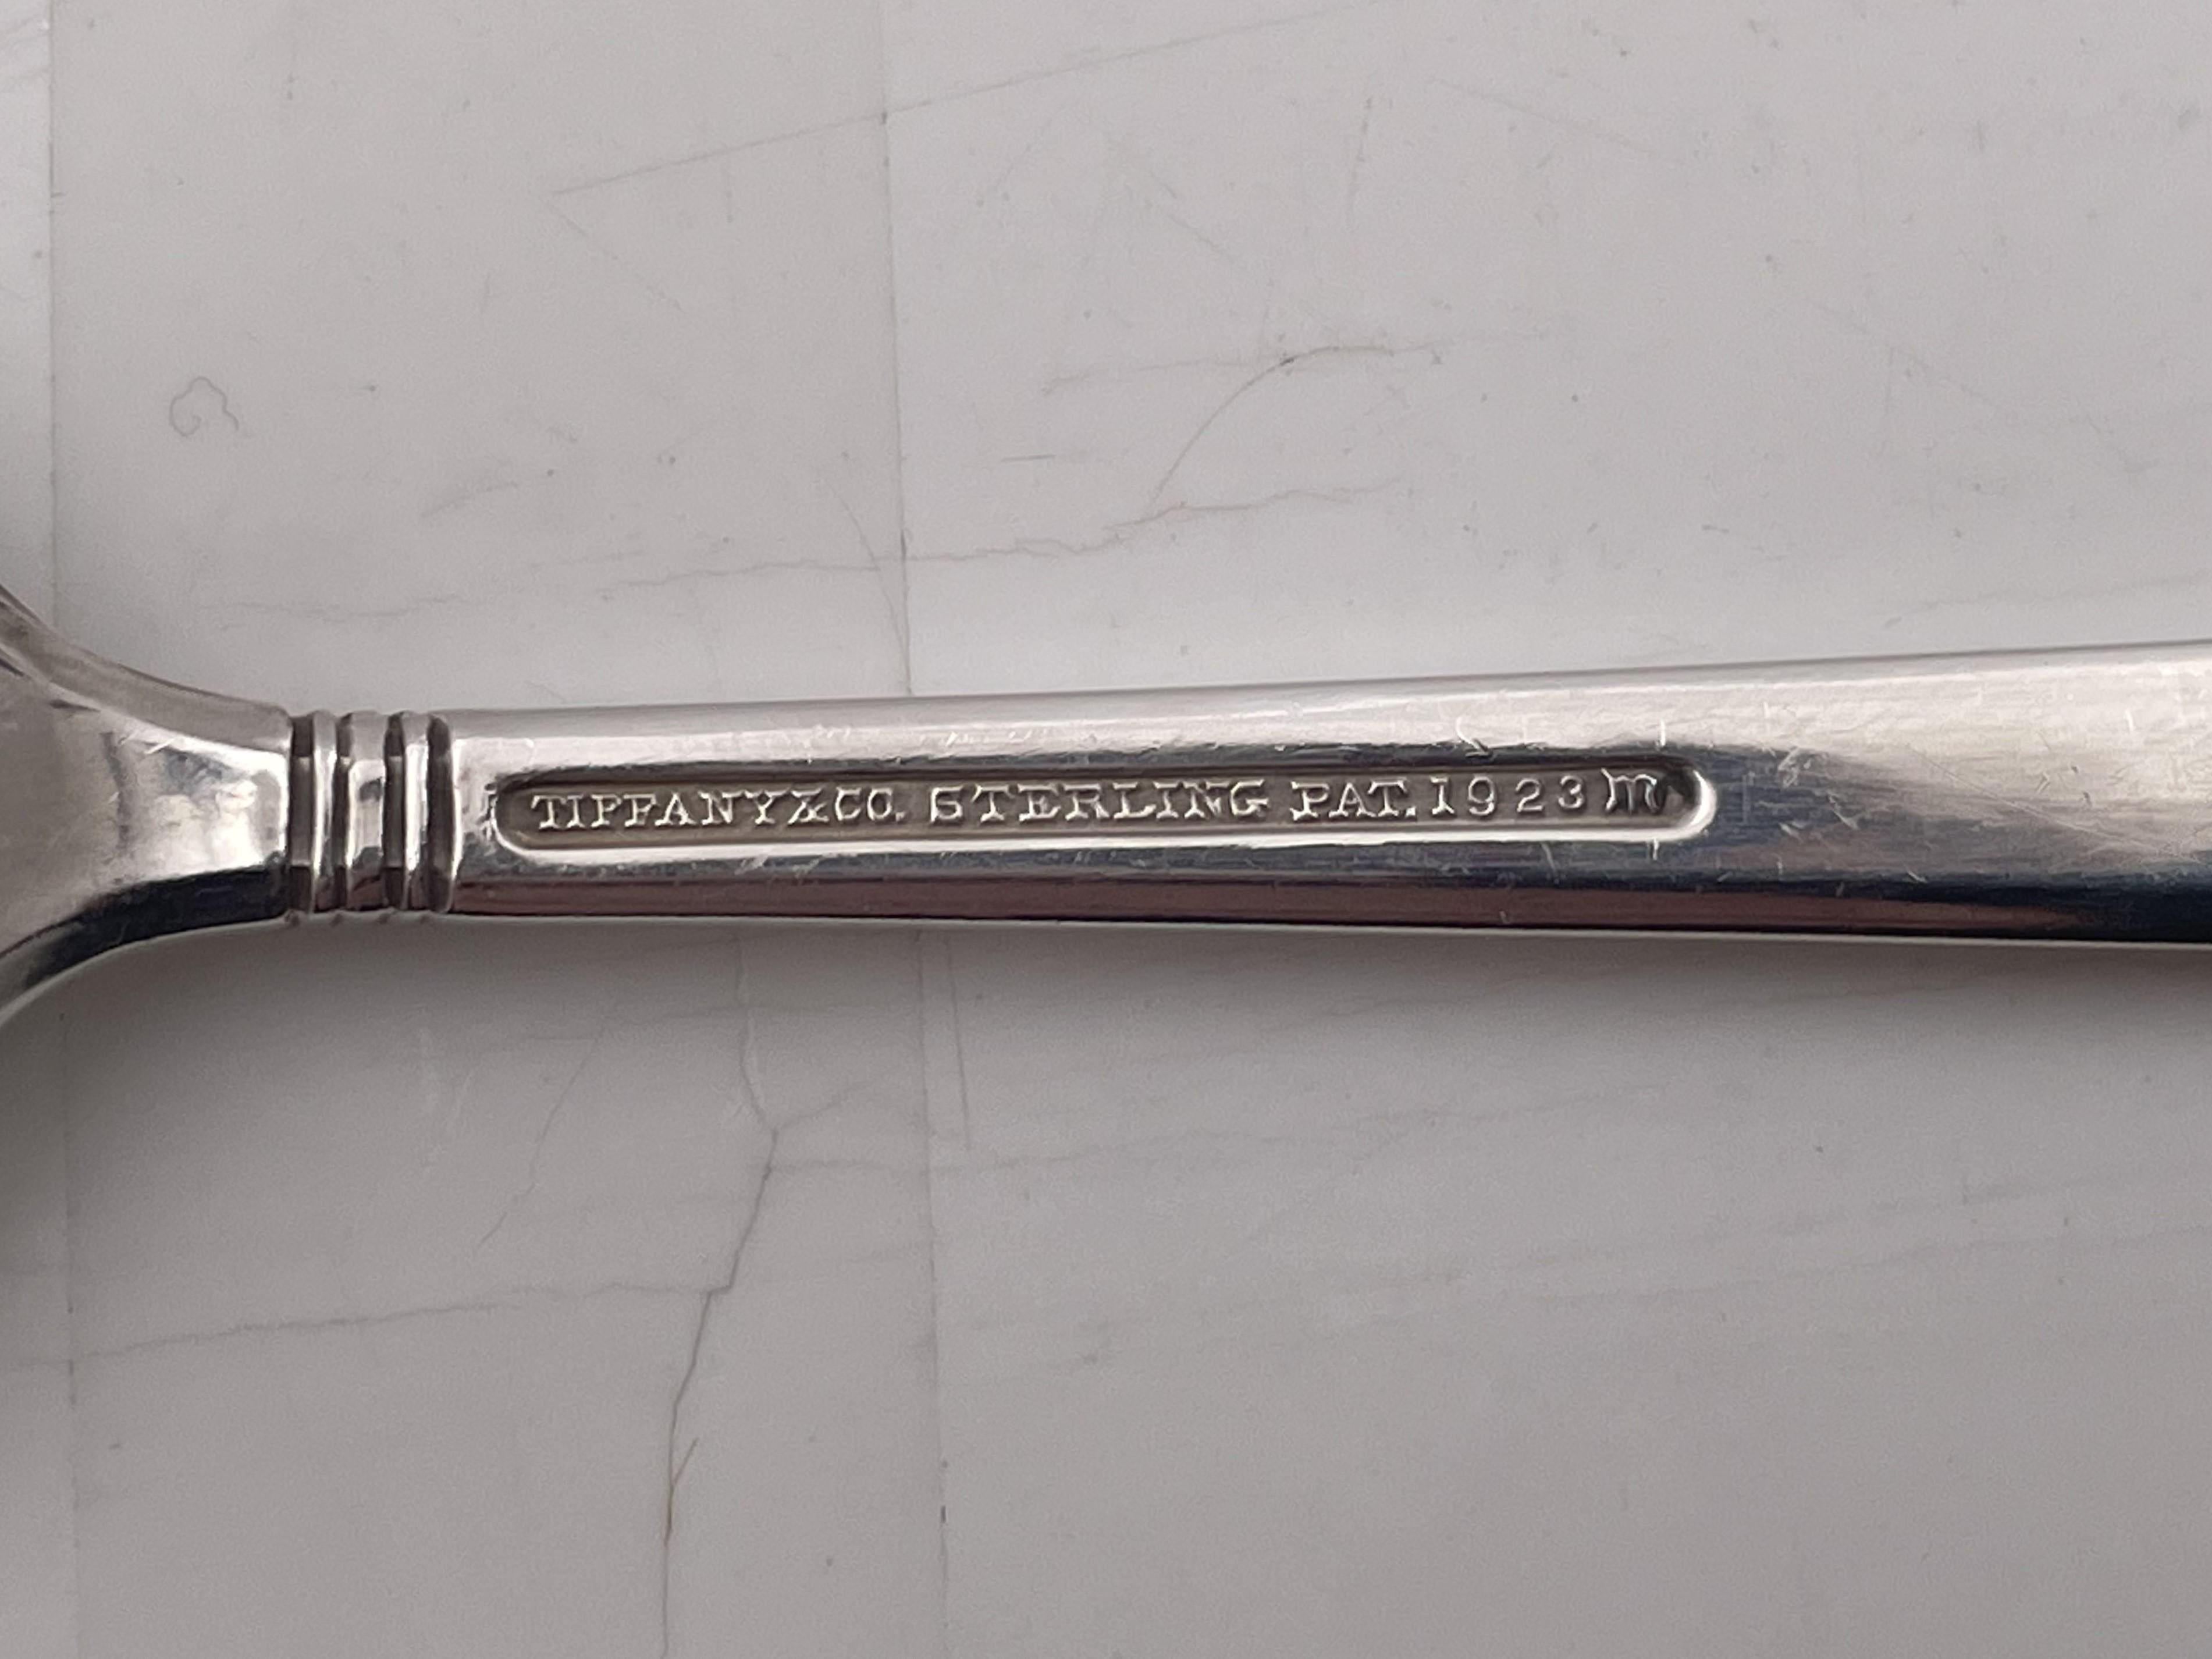 TIFFANY&CO. STERLING PAT. 1923 m